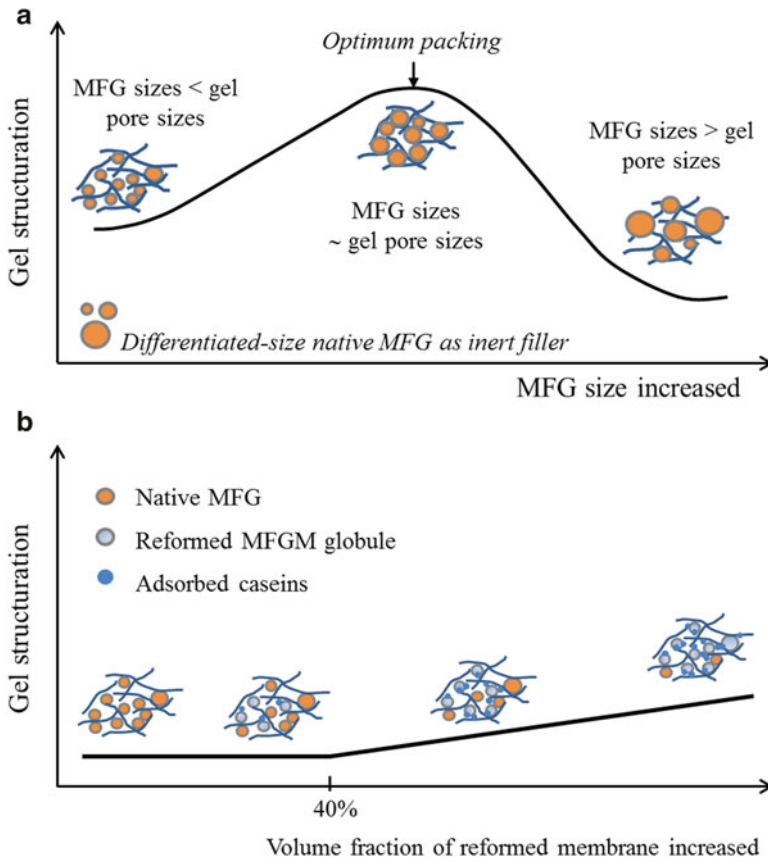 a
Optimum packing
MFG sizes < gel
pore sizes
MFG sizes > gel
pore sizes
MFG sizes
~ gel pore sizes
Gel structuration
Differentiated-size native MFG as inert filler
MFG size increased
b
Native MFG
Reformed MFGM globule
Adsorbed caseins
Gel structuration
40%
Volume fraction of reformed membrane increased